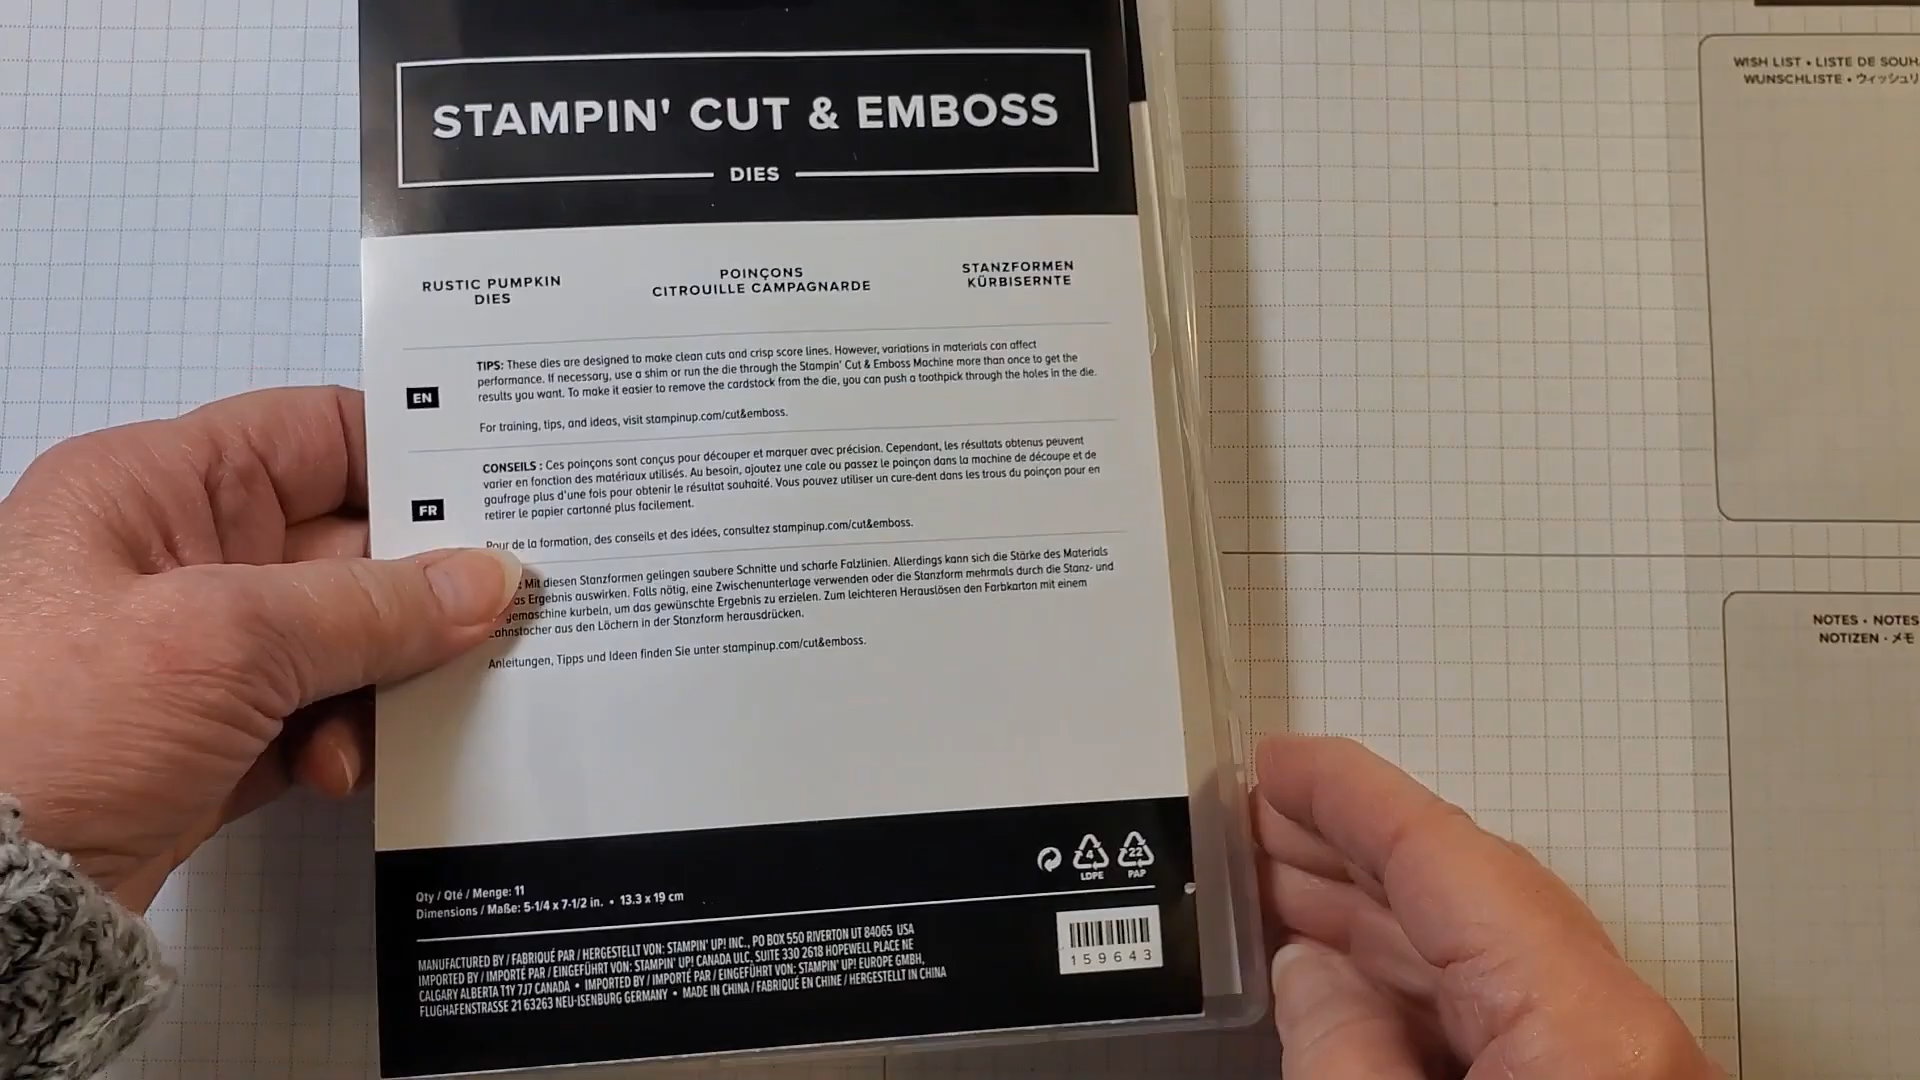 STAMPIN' CUT & EMBOSS
DIES
RUSTIC PUMPKIN
DIES
POINÇONS
CITROUILLE CAMPAGNARDE
STANZFORMEN
KÜRBISERNTE
EN
TIPS: These dies are designed to make clean cuts and crisp score lines. However, variations in materials can affect
performance. If necessary, use a shim or run the die through the Stampin' Cut & Emboss Machine more than once to get the
results you want. To make it easier to remove the cardstock from the die, you can push a toothpick through the holes in the die.
For training, tips, and ideas, visit stampinup.com/cut&emboss.
FR
CONSEILS : Ces poinçons sont conçus pour découper et marquer avec précision. Cependant, les résultats obtenus peuvent
varier en fonction des matériaux utilisés. Au besoin, ajoutez une cale ou passez le poinçon dans la machine de découpe et de
gaufrage plus d'une fois pour obtenir le résultat souhaité. Vous pouvez utiliser un cure-dent dans les trous du poinçon pour en
retirer le papier cartonné plus facilement.
Pour de la formation, des conseils et des idées, consultez stampinup.com/cut&emboss.
: Mit diesen Stanzformen gelingen saubere Schnitte und scharfe Falzlinien. Allerdings kann sich die Stärke des Materials
Ergebnis auswirken. Falls nötig, eine Zwischenunterlage verwenden oder die Stanzform mehrmals durch die Stanz- und
kurbeln, um das gewünschte Ergebnis zu erzielen. Zum leichteren Herauslösen den Farbkarton mit einem
aus den Löchern in der Stanzform herausdrücken.
Anleitungen, Tipps und Ideen finden Sie unter stampinup.com/cut&emboss.
4
LDPE
22
PAP
Qty / Qté / Menge: 11
Dimensions / Maße: 5-1/4 x 7-1/2 in. • 13.3 x 19 cm
MANUFACTURED BY / FABRIQUÉ PAR / HERGESTELLT VON: STAMPIN' UP! INC., PO BOX 550 RIVERTON UT 84065 USA
IMPORTED BY / IMPORTÉ PAR / EINGEFÜHRT VON: STAMPIN' UP! CANADA ULC, SUITE 330 2618 HOPEWELL PLACE NE
CALGARY ALBERTA T1Y 7J7 CANADA • IMPORTED BY / IMPORTÉ PAR / EINGEFÜHRT VON: STAMPIN' UP! EUROPE GMBH,
FLUGHAFENSTRASSE 21 63263 NEU-ISENBURG GERMANY • MADE IN CHINA / FABRIQUÉ EN CHINE / HERGESTELLT IN CHINA
159643
WISH LIST • LISTE DE SOUH
WUNSCHLISTE • ウィッシュリ
NOTES • NOTES
NOTIZEN • メモ